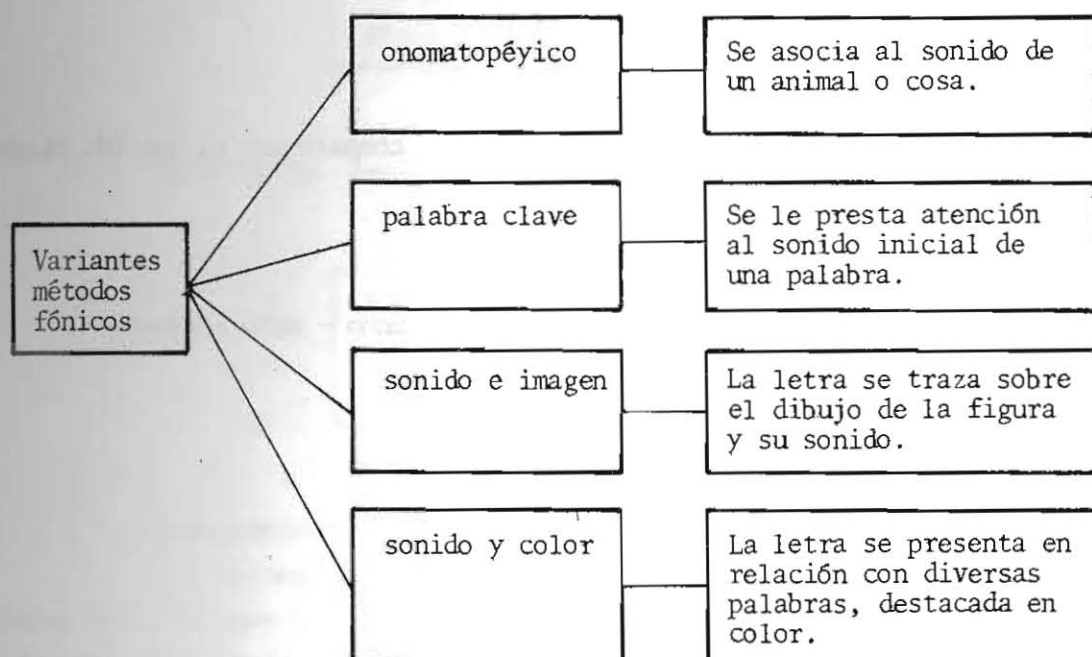 Variantes
métodos
fónicos
onomatopéyico
Se asocia al sonido de
un animal o cosa.
palabra clave
Se le presta atención
al sonido inicial de
una palabra.
sonido e imagen
La letra se traza sobre
el dibujo de la figura
y su sonido.
sonido y color
La letra se presenta en
relación con diversas
palabras, destacada en
color.